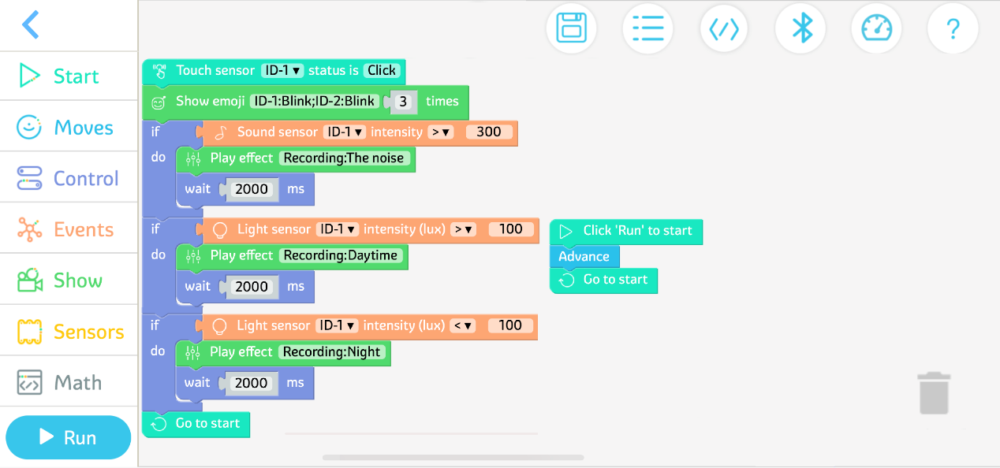 Start
Moves
Control
Events
Show
Sensors
Math
Run
?
Touch sensor ID-1▼ status is Click
Show emoji ID-1:Blink;ID-2:Blink 3 times
if Sound sensor ID-1▼ intensity >▼ 300
do Play effect Recording:The noise
wait 2000 ms
if Light sensor ID-1▼ intensity (lux) >▼ 100
do Play effect Recording:Daytime
wait 2000 ms
if Light sensor ID-1▼ intensity (lux) <▼ 100
do Play effect Recording:Night
wait 2000 ms
Go to start
Click 'Run' to start
Advance
Go to start